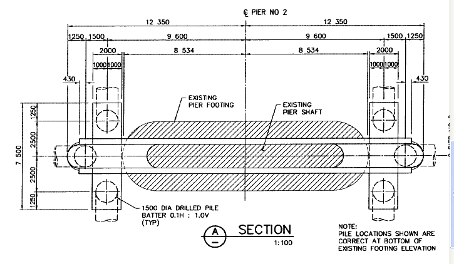 ℄ PIER NO 2
12 350
12 350
1250
1500
9 600
9 600
1500
1250
2000
8 534
8 534
2000
1000
1000
1000
1000
430
430
EXISTING
PIER FOOTING
EXISTING
PIER SHAFT
7 500
1250
2500
2500
1250
1500 DIA DRILLED PILE
BATTER 0.1H : 1.0V
(TYP)
A
–
SECTION
1:100
NOTE:
PILE LOCATIONS SHOWN ARE
CORRECT AT BOTTOM OF
EXISTING FOOTING ELEVATION